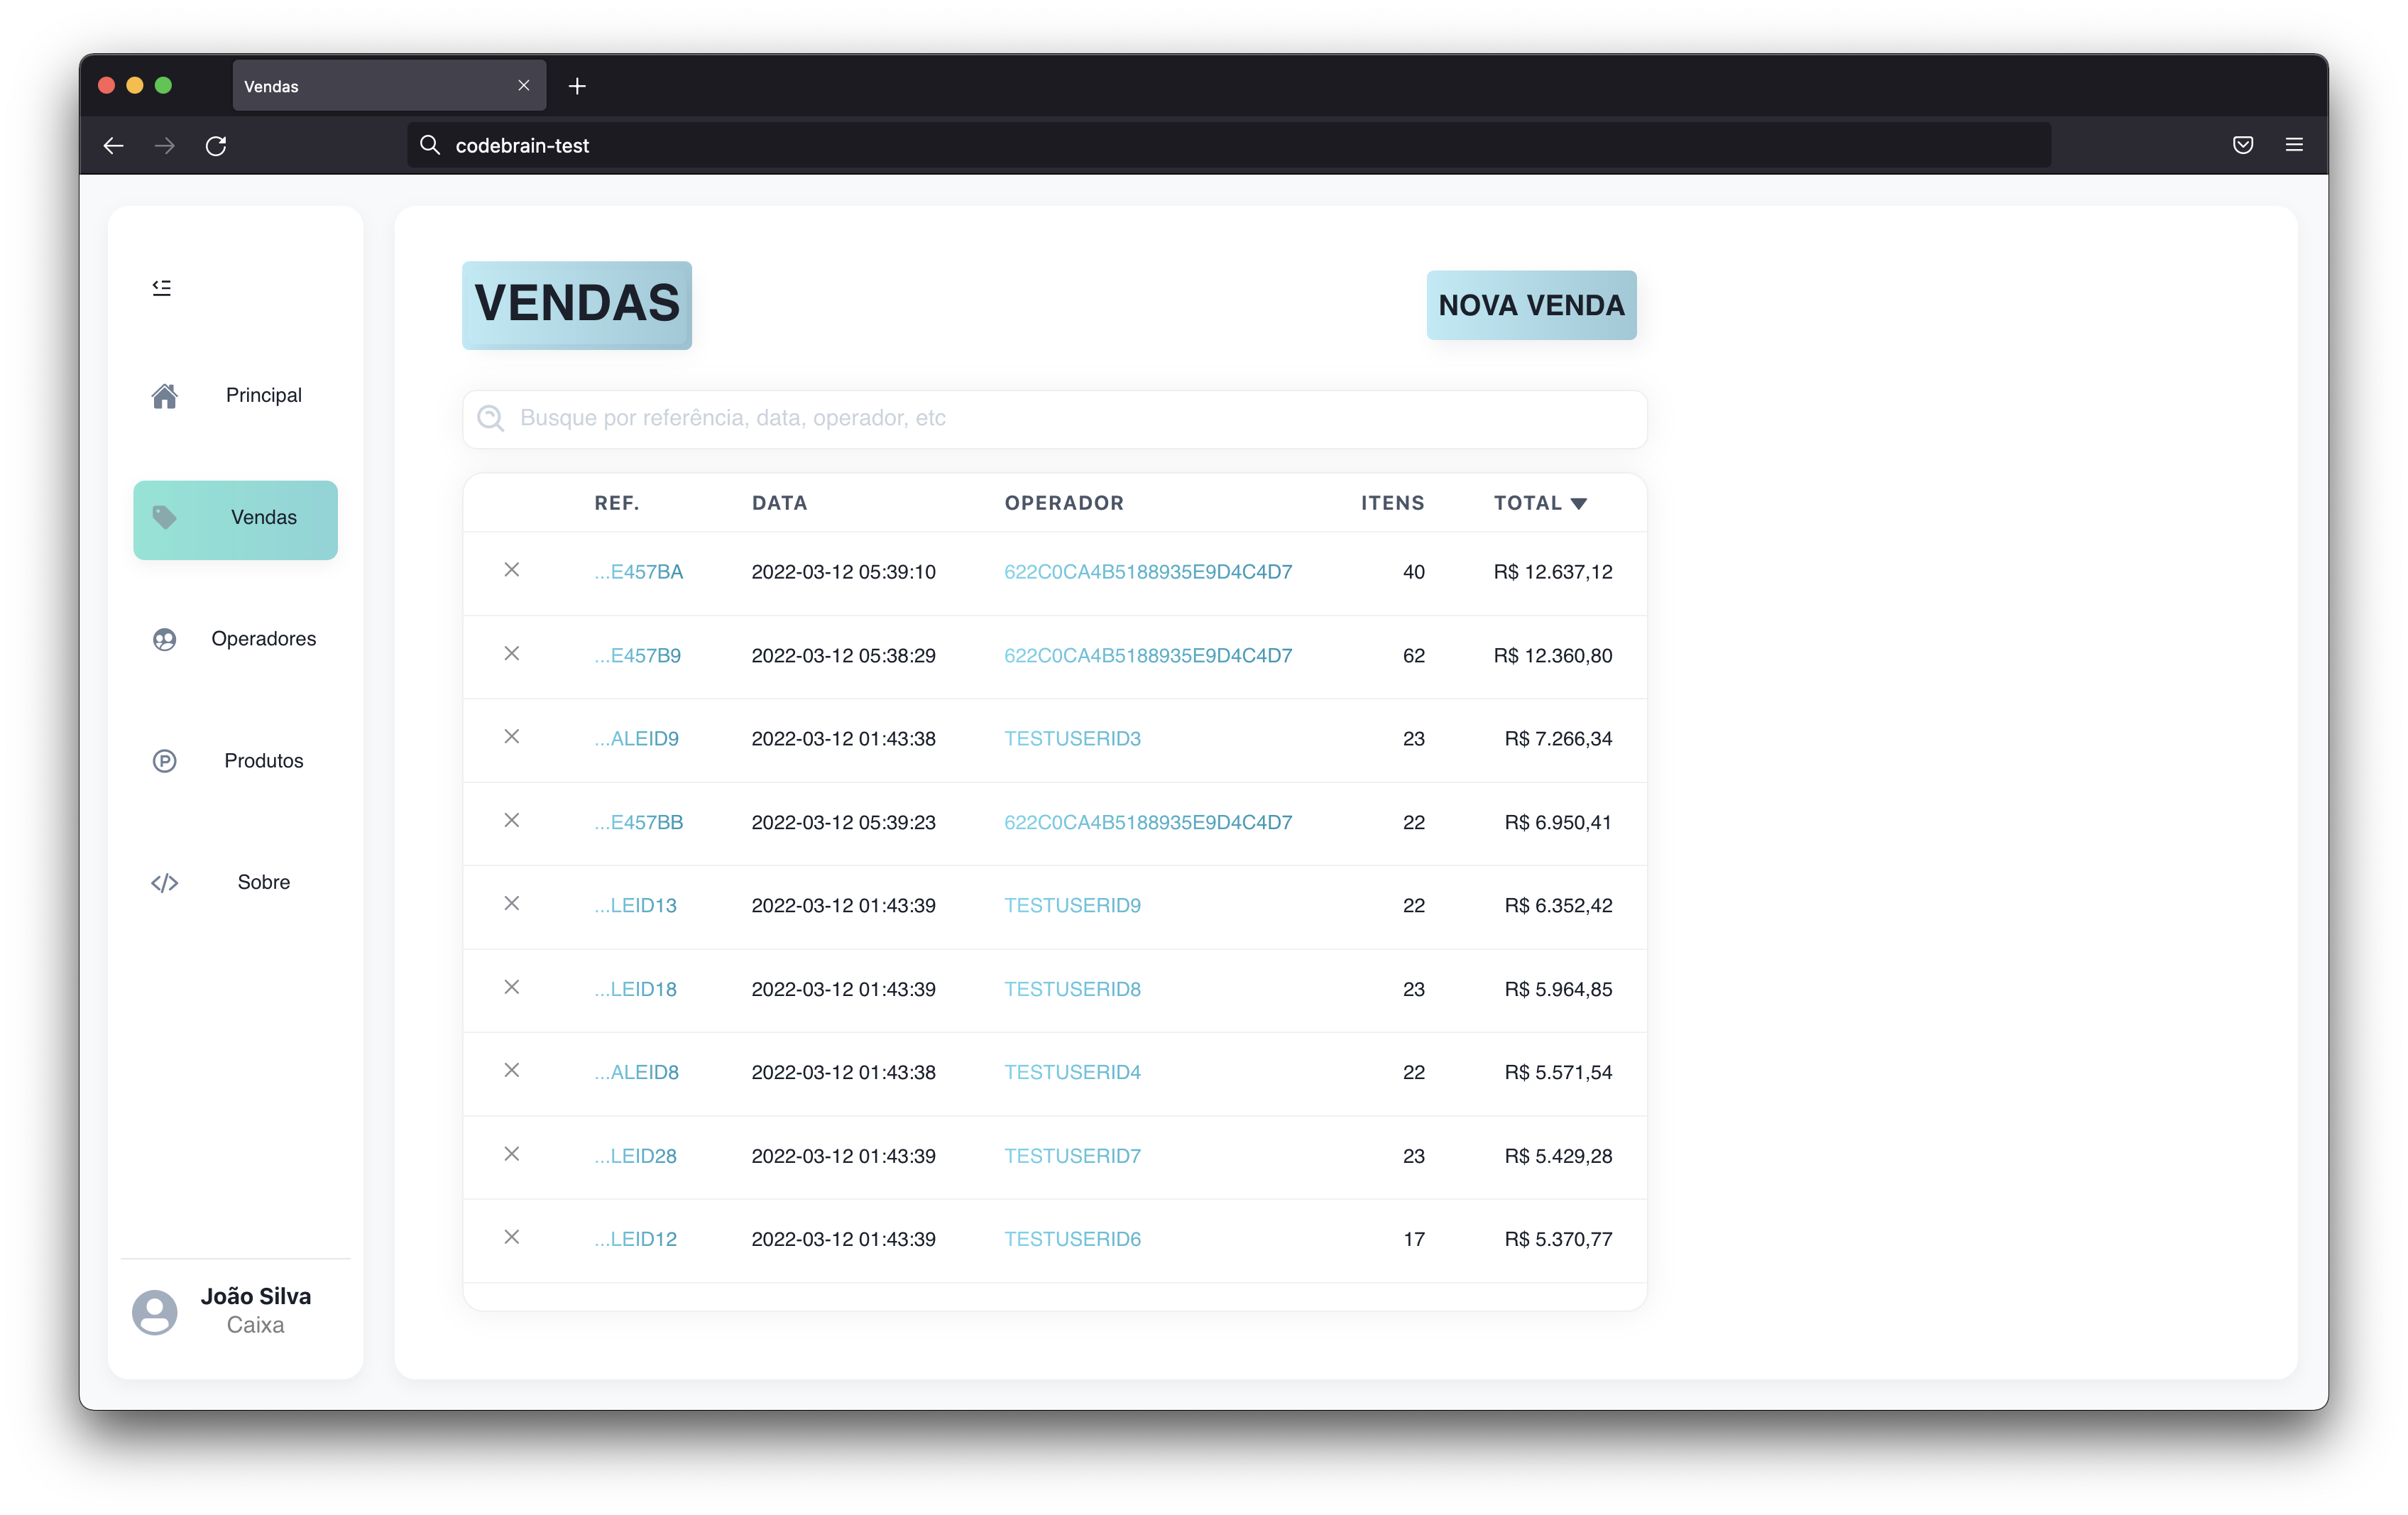 Vendas
codebrain-test
Principal
Vendas
Operadores
Produtos
Sobre
João Silva
Caixa
VENDAS
NOVA VENDA
Busque por referência, data, operador, etc
REF. DATA OPERADOR ITENS TOTAL
...E457BA 2022-03-12 05:39:10 622C0CA4B5188935E9D4C4D7 40 R$ 12.637,12
...E457B9 2022-03-12 05:38:29 622C0CA4B5188935E9D4C4D7 62 R$ 12.360,80
...ALEID9 2022-03-12 01:43:38 TESTUSERID3 23 R$ 7.266,34
...E457BB 2022-03-12 05:39:23 622C0CA4B5188935E9D4C4D7 22 R$ 6.950,41
...LEID13 2022-03-12 01:43:39 TESTUSERID9 22 R$ 6.352,42
...LEID18 2022-03-12 01:43:39 TESTUSERID8 23 R$ 5.964,85
...ALEID8 2022-03-12 01:43:38 TESTUSERID4 22 R$ 5.571,54
...LEID28 2022-03-12 01:43:39 TESTUSERID7 23 R$ 5.429,28
...LEID12 2022-03-12 01:43:39 TESTUSERID6 17 R$ 5.370,77